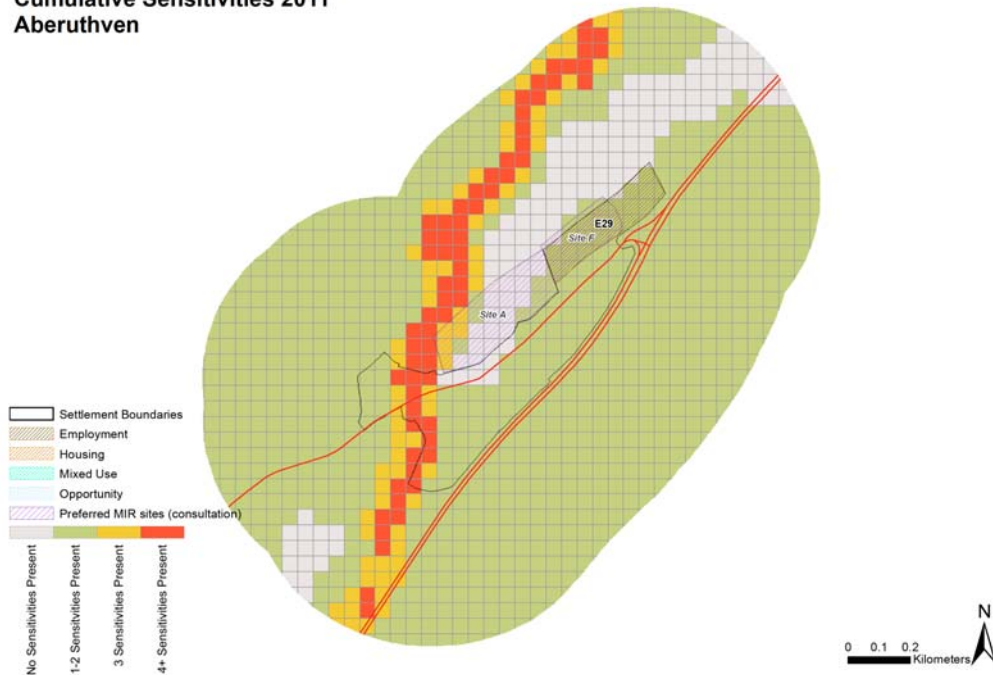 Cumulative Sensitivities 2011
Aberuthven
E29
Site F
Site A
Settlement Boundaries
Employment
Housing
Mixed Use
Opportunity
Preferred MIR sites (consultation)
No Sensitivities Present
1-2 Sensitivities Present
3 Sensitivities Present
4+ Sensitivities Present
N
0 0.1 0.2
Kilometers